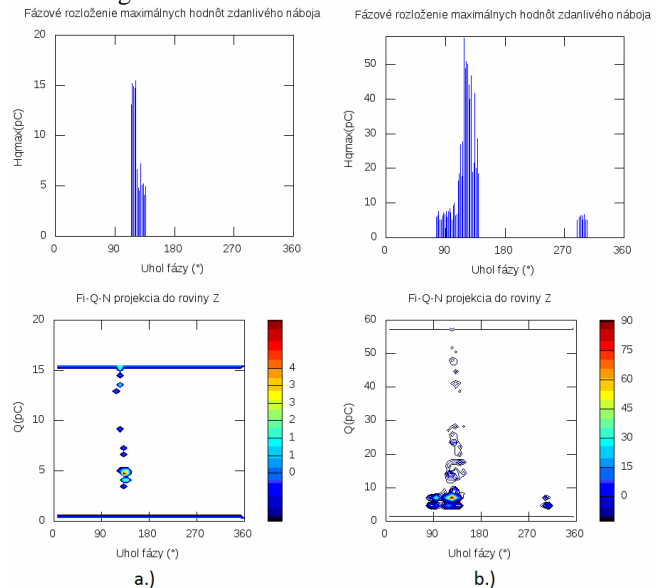 Fázové rozloženie maximálnych hodnôt zdanlivého náboja
20
15
10
5
0
Hqmax(pC)
0 90 180 270 360
Uhol fázy (°)
Fázové rozloženie maximálnych hodnôt zdanlivého náboja
50
40
30
20
10
0
Hqmax(pC)
0 90 180 270 360
Uhol fázy (°)
Fi-Q-N projekcia do roviny Z
20
15
10
5
0
Q(pC)
0 90 180 270 360
Uhol fázy (°)
4
3
3
2
1
1
0
Fi-Q-N projekcia do roviny Z
60
50
40
30
20
10
0
Q(pC)
0 90 180 270 360
Uhol fázy (°)
90
75
60
45
30
15
0
a.)
b.)